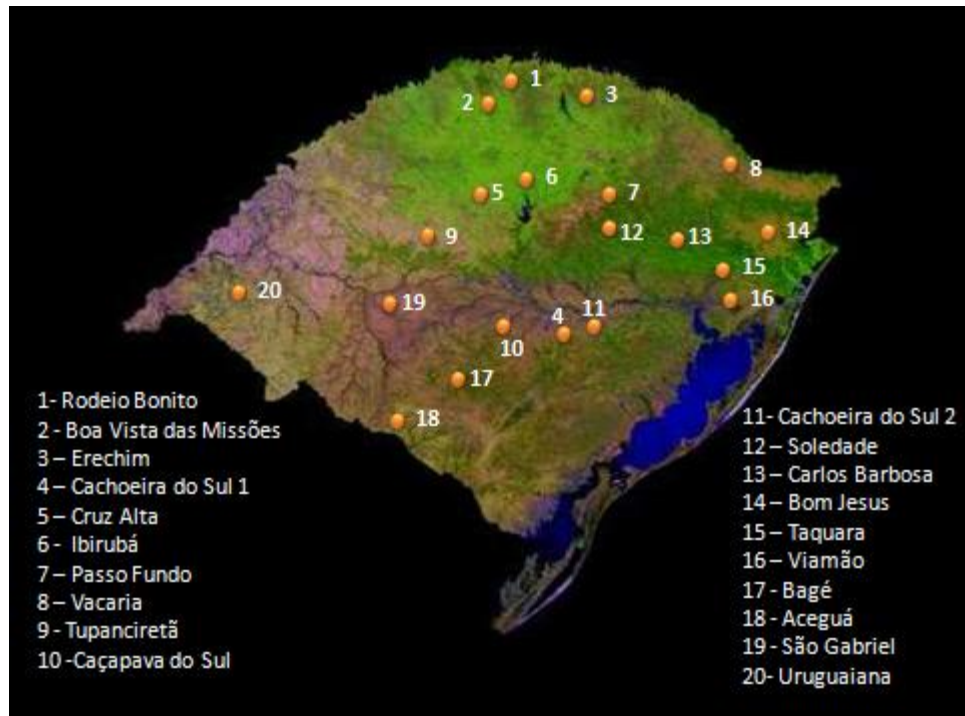 1
2
3
8
6
5
7
12
14
9
13
15
20
19
4
11
16
10
17
18
1- Rodeio Bonito
2 - Boa Vista das Missões
3 – Erechim
4 – Cachoeira do Sul 1
5 – Cruz Alta
6 - Ibirubá
7 – Passo Fundo
8 – Vacaria
9 - Tupanciretã
10 -Caçapava do Sul
11- Cachoeira do Sul 2
12 – Soledade
13 – Carlos Barbosa
14 – Bom Jesus
15 – Taquara
16 – Viamão
17 - Bagé
18 - Aceguá
19 - São Gabriel
20- Uruguaiana